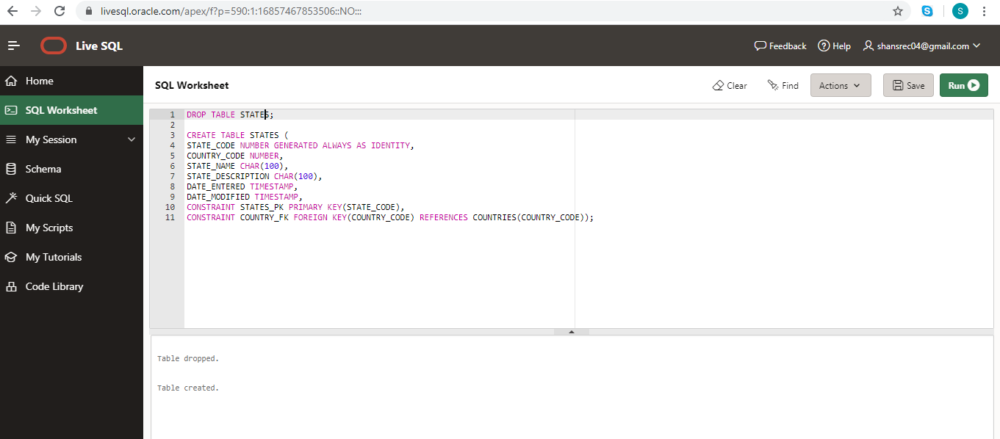 livesql.oracle.com/apex/f?p=590:1:16857467853506::NO:::
S
S
Live SQL
Feedback
Help
shansrec04@gmail.com
Home
SQL Worksheet
My Session
Schema
Quick SQL
My Scripts
My Tutorials
Code Library
SQL Worksheet
Clear
Find
Actions
Save
Run
1 DROP TABLE STATES;
2
3 CREATE TABLE STATES (
4 STATE_CODE NUMBER GENERATED ALWAYS AS IDENTITY,
5 COUNTRY_CODE NUMBER,
6 STATE_NAME CHAR(100),
7 STATE_DESCRIPTION CHAR(100),
8 DATE_ENTERED TIMESTAMP,
9 DATE_MODIFIED TIMESTAMP,
10 CONSTRAINT STATES_PK PRIMARY KEY(STATE_CODE),
11 CONSTRAINT COUNTRY_FK FOREIGN KEY(COUNTRY_CODE) REFERENCES COUNTRIES(COUNTRY_CODE));
Table dropped.
Table created.